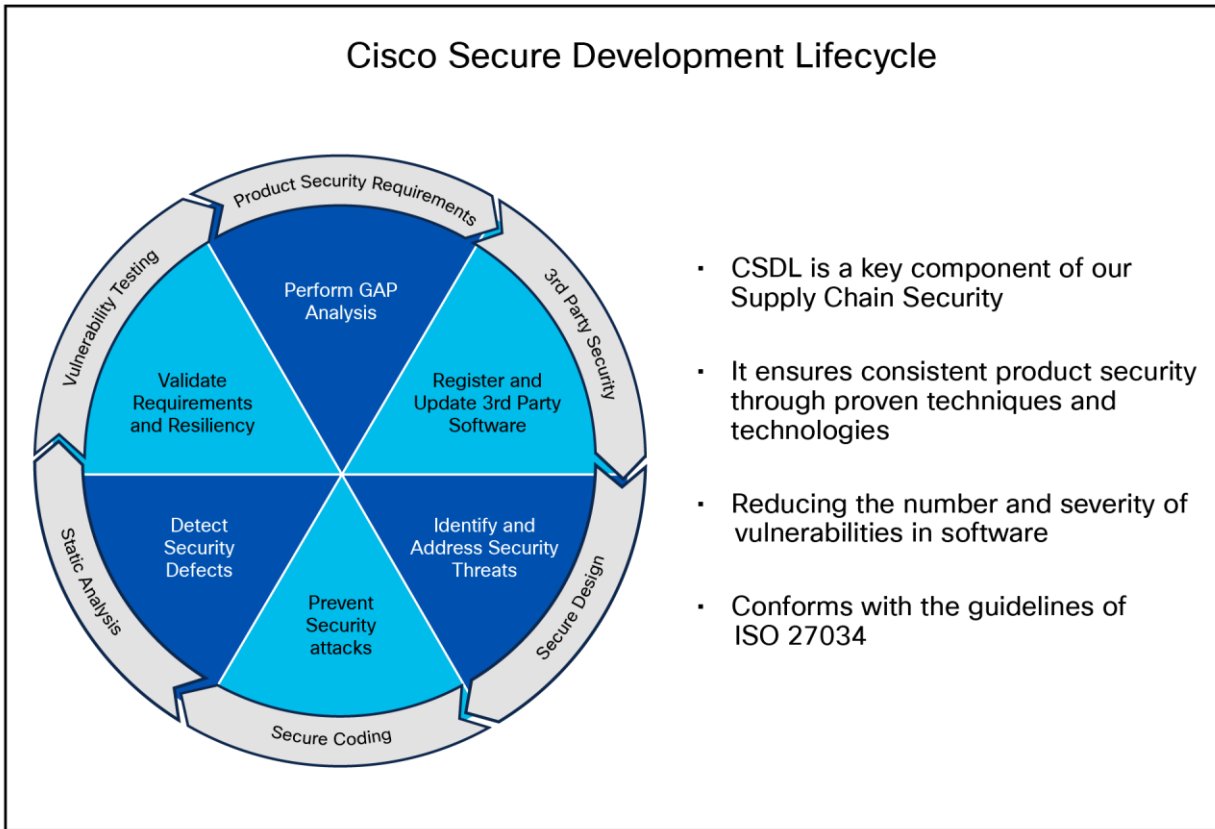 Cisco Secure Development Lifecycle
Product Security Requirements
3rd Party Security
Secure Design
Secure Coding
Static Analysis
Vulnerability Testing
Perform GAP
Analysis
Register and
Update 3rd Party
Software
Identify and
Address Security
Threats
Prevent
Security
attacks
Detect
Security
Defects
Validate
Requirements
and Resiliency
· CSDL is a key component of our
Supply Chain Security
· It ensures consistent product security
through proven techniques and
technologies
· Reducing the number and severity of
vulnerabilities in software
· Conforms with the guidelines of
ISO 27034